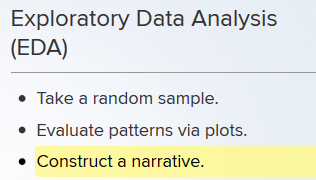 Exploratory Data Analysis
(EDA)
• Take a random sample.
• Evaluate patterns via plots.
• Construct a narrative.